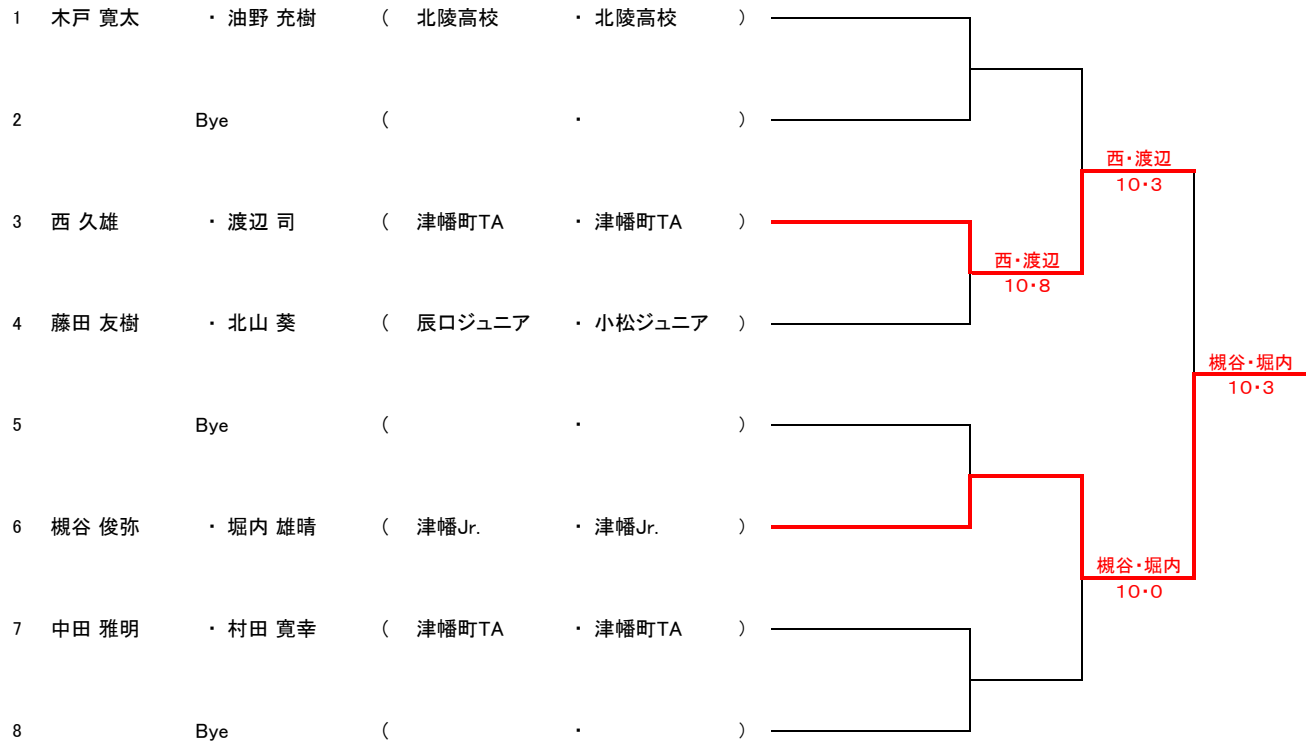 1 木戸 寛太 ・ 油野 充樹 ( 北陵高校 ・ 北陵高校 )
2 Bye ( ・ )
西・渡辺
10・3
3 西 久雄 ・ 渡辺 司 ( 津幡町TA ・ 津幡町TA )
西・渡辺
10・8
4 藤田 友樹 ・ 北山 葵 ( 辰口ジュニア ・ 小松ジュニア )
槻谷・堀内
10・3
5 Bye ( ・ )
6 槻谷 俊弥 ・ 堀内 雄晴 ( 津幡Jr. ・ 津幡Jr. )
槻谷・堀内
10・0
7 中田 雅明 ・ 村田 寛幸 ( 津幡町TA ・ 津幡町TA )
8 Bye ( ・ )